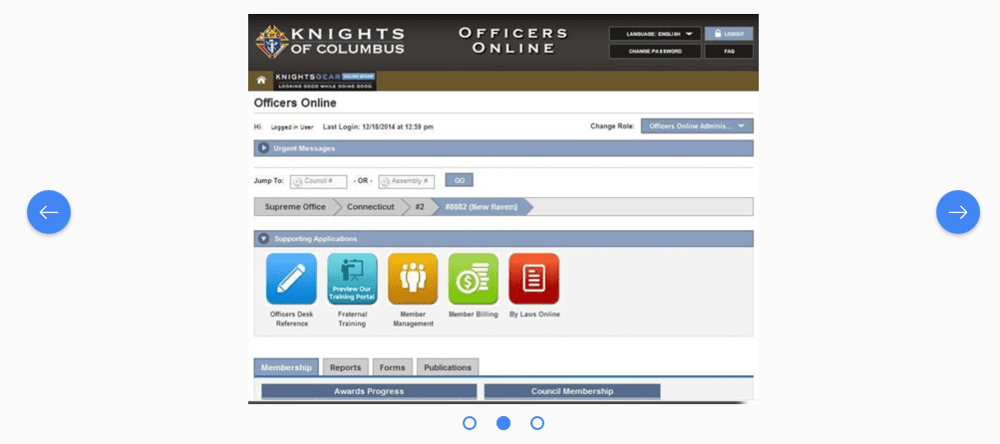 KNIGHTS
OF COLUMBUS
OFFICERS
ONLINE
LANGUAGE: ENGLISH
LOGOUT
CHANGE PASSWORD
FAQ
KNIGHTSGEAR ONLINE STORE
LOOKING GOOD WHILE DOING GOOD.
Officers Online
Hi Logged in User Last Login: 12/18/2014 at 12:59 pm
Change Role: Officers Online Adminis...
Urgent Messages
Jump To: Council # - OR - Assembly # GO
Supreme Office Connecticut #2 #8882 (New Haven)
Supporting Applications
Preview Our
Training Portal
Officers Desk
Reference
Fraternal
Training
Member
Management
Member Billing
By Laws Online
Membership Reports Forms Publications
Awards Progress Council Membership